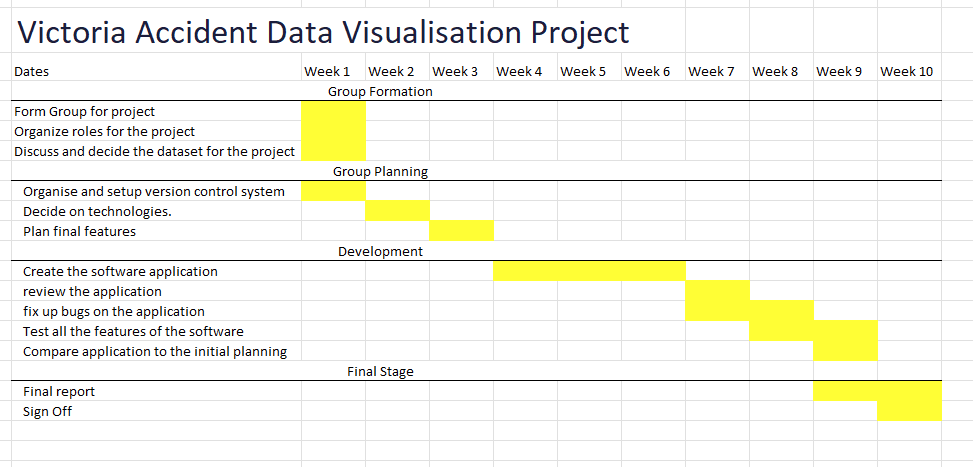 Victoria Accident Data Visualisation Project
Dates Week 1 Week 2 Week 3 Week 4 Week 5 Week 6 Week 7 Week 8 Week 9 Week 10
Group Formation
Form Group for project
Organize roles for the project
Discuss and decide the dataset for the project
Group Planning
Organise and setup version control system
Decide on technologies.
Plan final features
Development
Create the software application
review the application
fix up bugs on the application
Test all the features of the software
Compare application to the initial planning
Final Stage
Final report
Sign Off